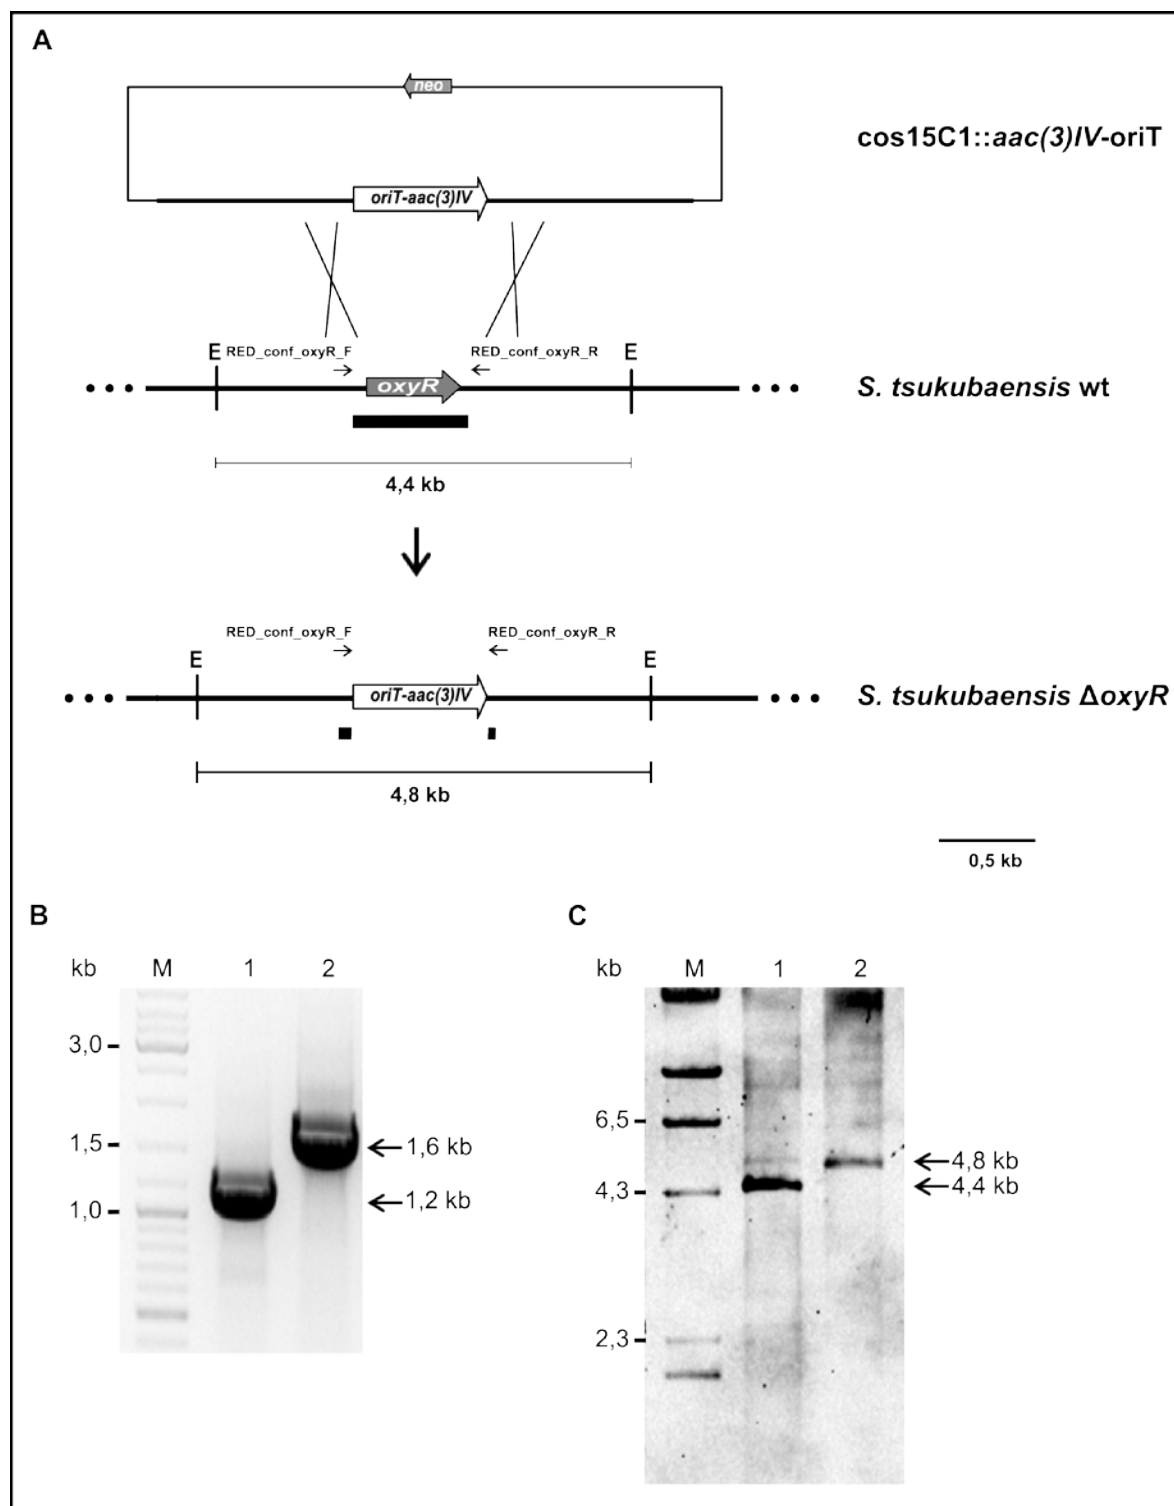 A
neo
cos15C1::aac(3)IV-oriT
oriT-aac(3)IV
E RED_conf_oxyR_F RED_conf_oxyR_R E
oxyR
S. tsukubaensis wt
4,4 kb
RED_conf_oxyR_F RED_conf_oxyR_R
E E
oriT-aac(3)IV
S. tsukubaensis ΔoxyR
4,8 kb
0,5 kb
B
kb M 1 2
3,0
1,5
1,6 kb
1,2 kb
1,0
C
kb M 1 2
6,5
4,8 kb
4,4 kb
4,3
2,3